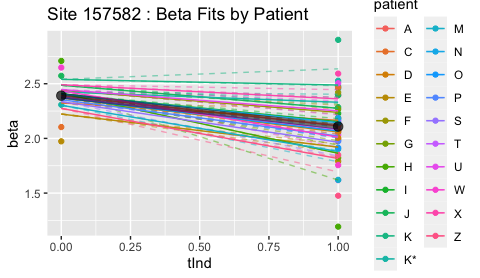 Site 157582 : Beta Fits by Patient
patient
beta
2.5
2.0
1.5
0.00
0.25
0.50
0.75
1.00
tInd
A
C
D
E
F
G
H
I
J
K
K*
M
N
O
P
S
T
U
W
X
Z